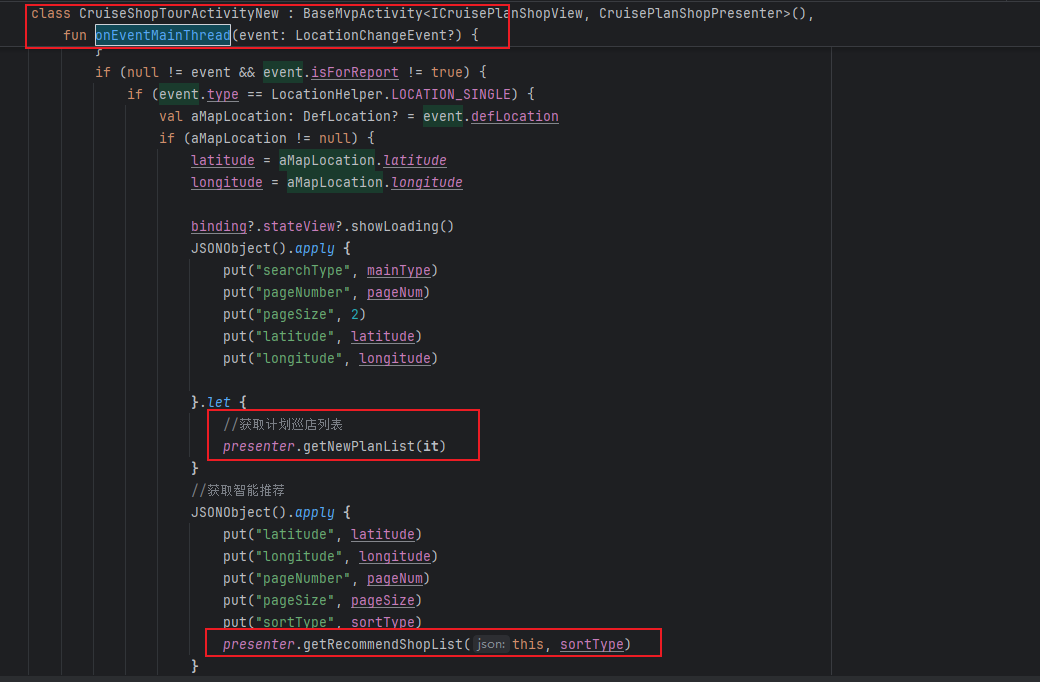 class CruiseShopTourActivityNew : BaseMvpActivity<ICruisePlanShopView, CruisePlanShopPresenter>(),
fun onEventMainThread(event: LocationChangeEvent?) {
}
if (null != event && event.isForReport != true) {
if (event.type == LocationHelper.LOCATION_SINGLE) {
val aMapLocation: DefLocation? = event.defLocation
if (aMapLocation != null) {
latitude = aMapLocation.latitude
longitude = aMapLocation.longitude
binding?.stateView?.showLoading()
JSONObject().apply {
put("searchType", mainType)
put("pageNumber", pageNum)
put("pageSize", 2)
put("latitude", latitude)
put("longitude", longitude)
}.let {
//获取计划巡店列表
presenter.getNewPlanList(it)
}
//获取智能推荐
JSONObject().apply {
put("latitude", latitude)
put("longitude", longitude)
put("pageNumber", pageNum)
put("pageSize", pageSize)
put("sortType", sortType)
presenter.getRecommendShopList( json: this, sortType)
}